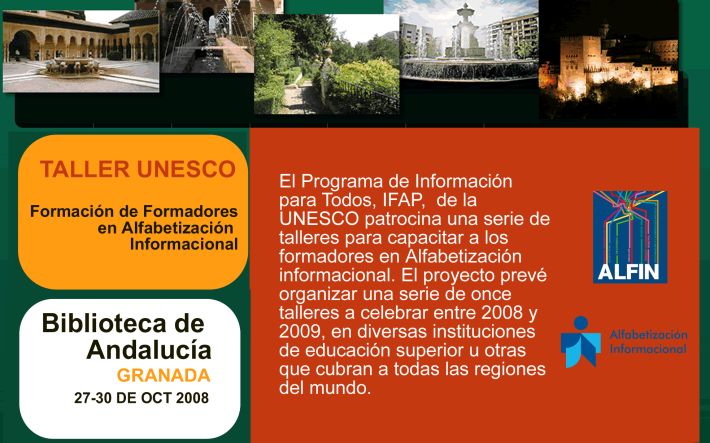 TALLER UNESCO
Formación de Formadores
en Alfabetización
Informacional
Biblioteca de
Andalucía
GRANADA
27-30 DE OCT 2008
El Programa de Información
para Todos, IFAP,  de la
UNESCO patrocina una serie de
talleres para capacitar a los
formadores en Alfabetización
informacional. El proyecto prevé
organizar una serie de once
talleres a celebrar entre 2008 y
2009, en diversas instituciones
de educación superior u otras
que cubran a todas las regiones
del mundo.
ALFIN
Alfabetización
Informacional